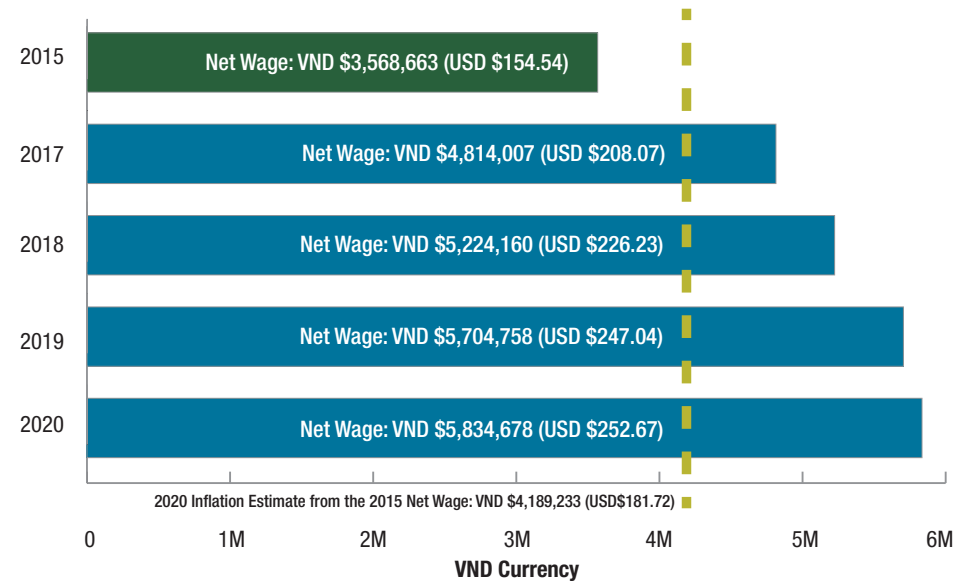 2015
Net Wage: VND $3,568,663 (USD $154.54)
2017
Net Wage: VND $4,814,007 (USD $208.07)
2018
Net Wage: VND $5,224,160 (USD $226.23)
2019
Net Wage: VND $5,704,758 (USD $247.04)
2020
Net Wage: VND $5,834,678 (USD $252.67)
2020 Inflation Estimate from the 2015 Net Wage: VND $4,189,233 (USD$181.72)
0 1M 2M 3M 4M 5M 6M
VND Currency